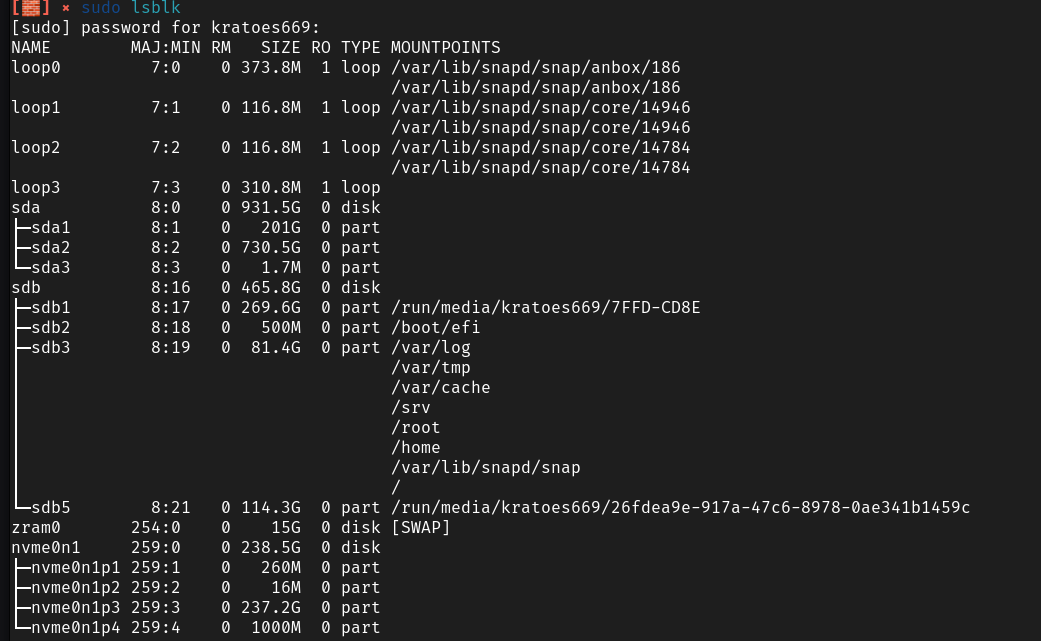 [🧱] × sudo lsblk
[sudo] password for kratoes669:
NAME        MAJ:MIN RM   SIZE RO TYPE MOUNTPOINTS
loop0         7:0    0 373.8M  1 loop /var/lib/snapd/snap/anbox/186
                                      /var/lib/snapd/snap/anbox/186
loop1         7:1    0 116.8M  1 loop /var/lib/snapd/snap/core/14946
                                      /var/lib/snapd/snap/core/14946
loop2         7:2    0 116.8M  1 loop /var/lib/snapd/snap/core/14784
                                      /var/lib/snapd/snap/core/14784
loop3         7:3    0 310.8M  1 loop
sda           8:0    0 931.5G  0 disk
├─sda1        8:1    0   201G  0 part
├─sda2        8:2    0 730.5G  0 part
└─sda3        8:3    0   1.7M  0 part
sdb           8:16   0 465.8G  0 disk
├─sdb1        8:17   0 269.6G  0 part /run/media/kratoes669/7FFD-CD8E
├─sdb2        8:18   0   500M  0 part /boot/efi
├─sdb3        8:19   0  81.4G  0 part /var/log
│                                     /var/tmp
│                                     /var/cache
│                                     /srv
│                                     /root
│                                     /home
│                                     /var/lib/snapd/snap
│                                     /
└─sdb5        8:21   0 114.3G  0 part /run/media/kratoes669/26fdea9e-917a-47c6-8978-0ae341b1459c
zram0       254:0    0    15G  0 disk [SWAP]
nvme0n1     259:0    0 238.5G  0 disk
├─nvme0n1p1 259:1    0   260M  0 part
├─nvme0n1p2 259:2    0    16M  0 part
├─nvme0n1p3 259:3    0 237.2G  0 part
└─nvme0n1p4 259:4    0  1000M  0 part